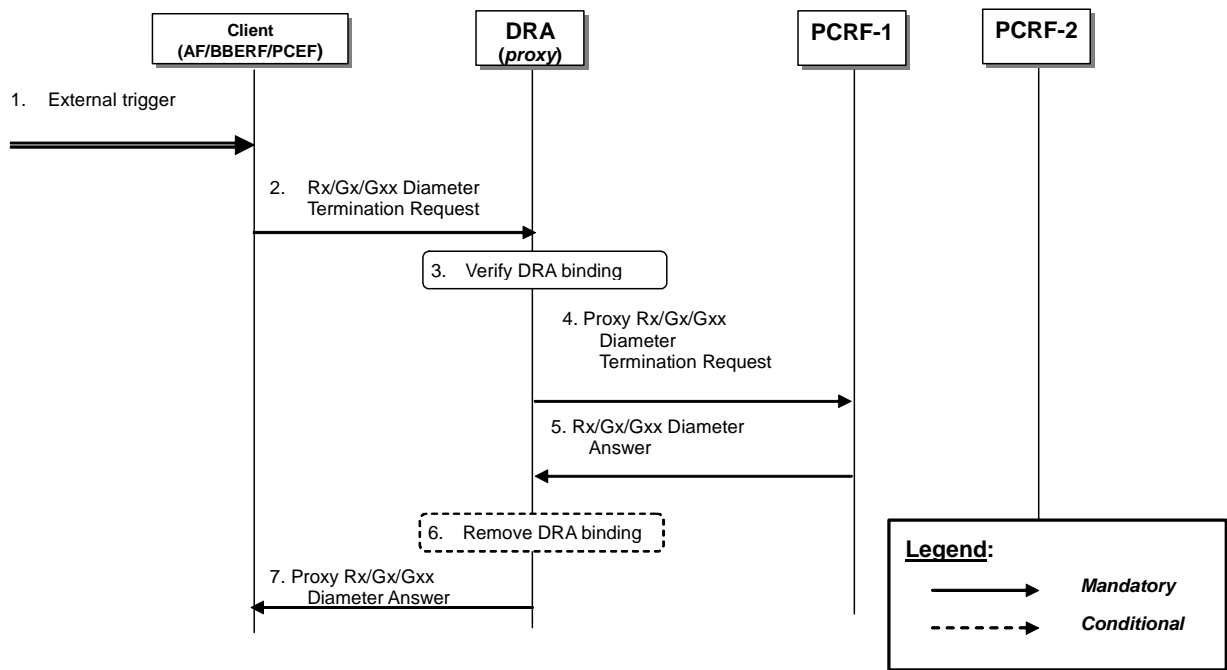 Client
(AF/BBERF/PCEF)
DRA
(proxy)
PCRF-1
PCRF-2
1. External trigger
2. Rx/Gx/Gxx Diameter
Termination Request
3. Verify DRA binding
4. Proxy Rx/Gx/Gxx
Diameter
Termination Request
5. Rx/Gx/Gxx Diameter
Answer
6. Remove DRA binding
7. Proxy Rx/Gx/Gxx
Diameter Answer
Legend:
Mandatory
Conditional